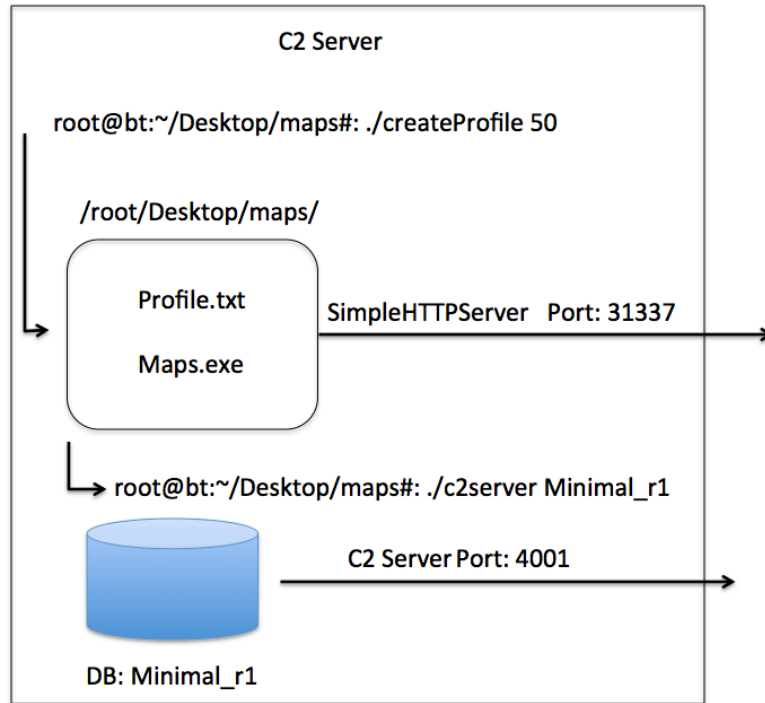 C2 Server
root@bt:~/Desktop/maps#: ./createProfile 50
/root/Desktop/maps/
Profile.txt
Maps.exe
SimpleHTTPServer Port: 31337
root@bt:~/Desktop/maps#: ./c2server Minimal_r1
C2 Server Port: 4001
DB: Minimal_r1